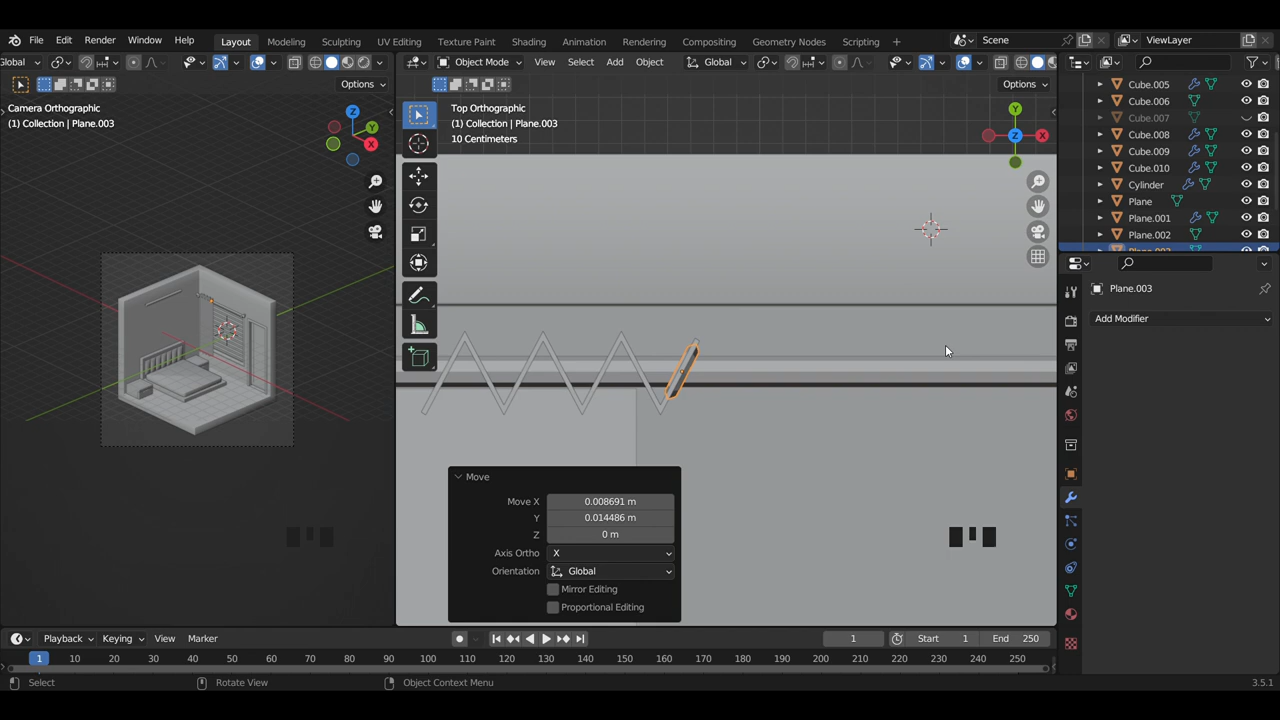 File Edit Render Window Help Layout Modeling Sculpting UV Editing Texture Paint Shading Animation Rendering Compositing Geometry Nodes Scripting + Scene ViewLayer
Global Object Mode View Select Add Object Global
Options Options
Camera Orthographic
(1) Collection | Plane.003
Top Orthographic
(1) Collection | Plane.003
10 Centimeters
Z
Y
X
Y
Z
X
Cube.005
Cube.006
Cube.007
Cube.008
Cube.009
Cube.010
Cylinder
Plane
Plane.001
Plane.002
Plane.003
Plane.003
Add Modifier
Move
Move X 0.008691 m
Y 0.014486 m
Z 0 m
Axis Ortho X
Orientation Global
Mirror Editing
Proportional Editing
Playback Keying View Marker 1 Start 1 End 250
1 10 20 30 40 50 60 70 80 90 100 110 120 130 140 150 160 170 180 190 200 210 220 230 240 250
Select Rotate View Object Context Menu 3.5.1